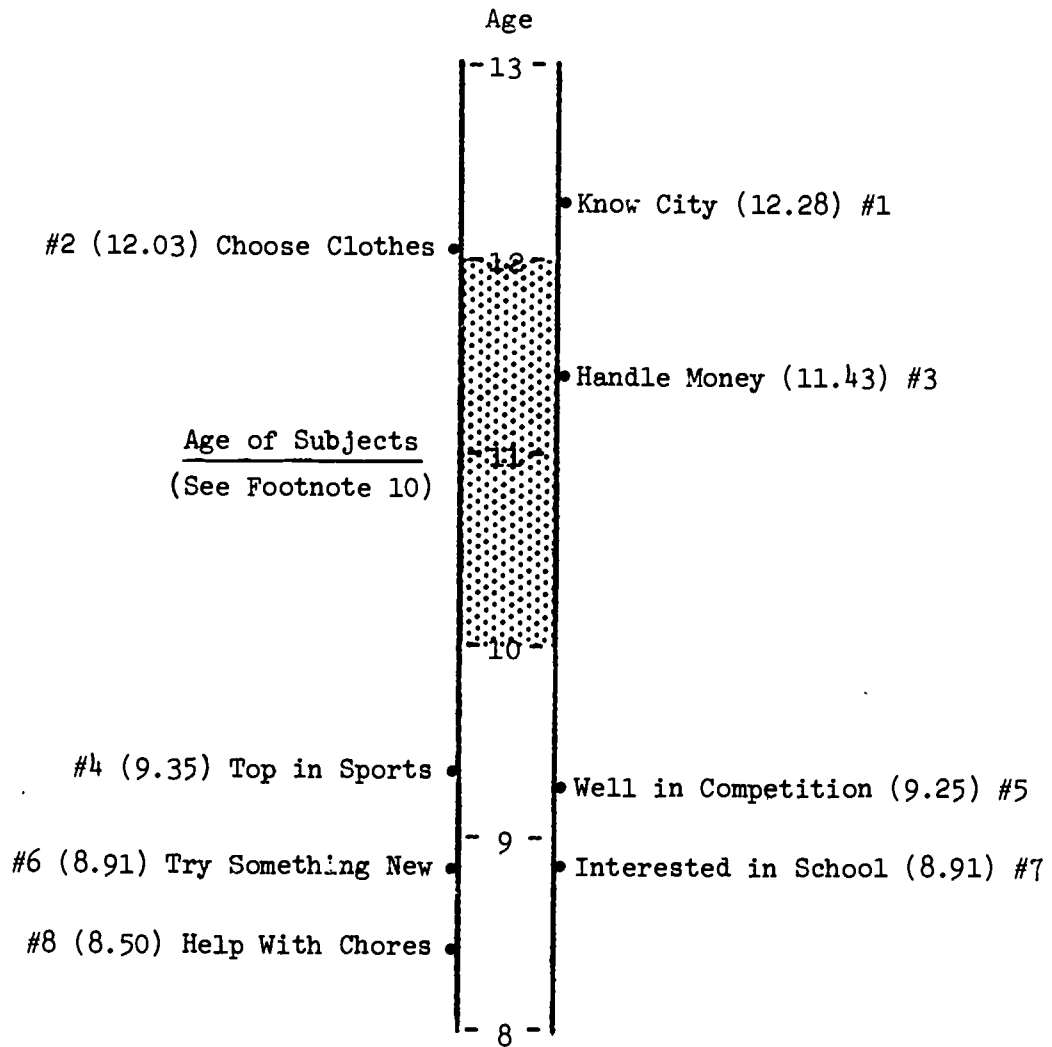 Age
13
Know City (12.28) #1
#2 (12.03) Choose Clothes
12
Handle Money (11.43) #3
Age of Subjects
11
(See Footnote 10)
10
#4 (9.35) Top in Sports
Well in Competition (9.25) #5
9
#6 (8.91) Try Something New
Interested in School (8.91) #7
#8 (8.50) Help With Chores
8